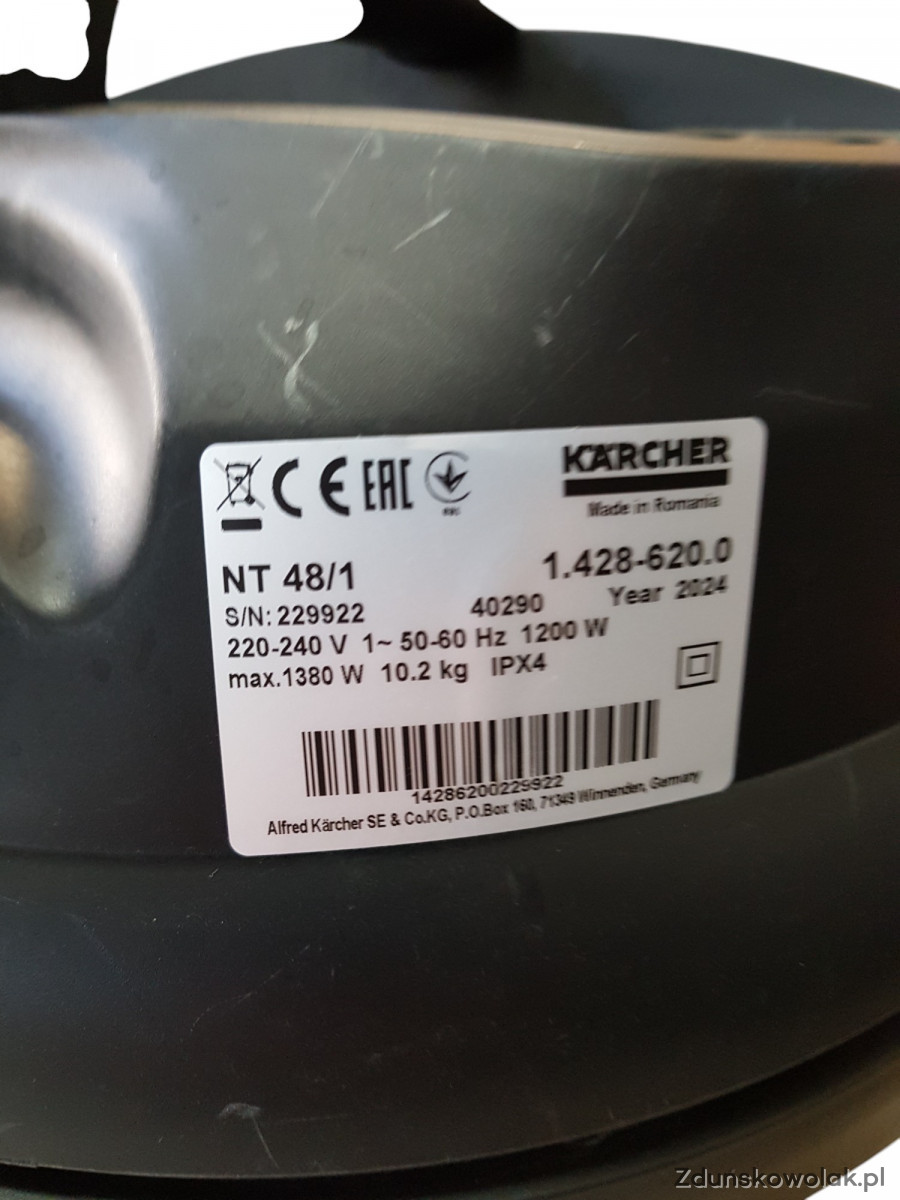 CE EAC
KÄRCHER
Made in Romania
NT 48/1
1.428-620.0
S/N: 229922 40290 Year 2024
220-240 V 1~ 50-60 Hz 1200 W
max.1380 W 10.2 kg IPX4
14286200229922
Alfred Kärcher SE & Co.KG, P.O.Box 160, 71349 Winnenden, Germany
Zduńskowolak.pl